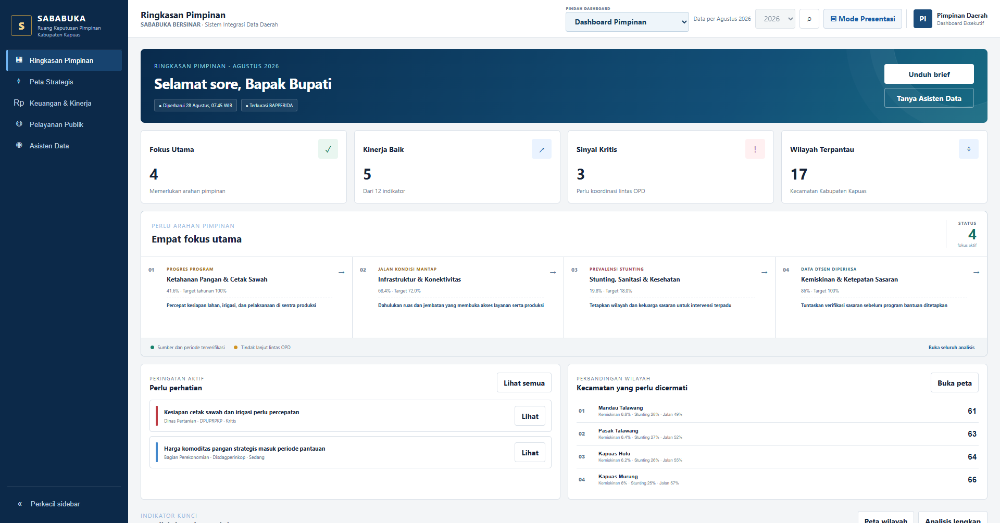 S
SABABUKA
Ruang Keputusan Pimpinan
Kabupaten Kapuas
Ringkasan Pimpinan
Peta Strategis
Rp Keuangan & Kinerja
Pelayanan Publik
Asisten Data
« Perkecil sidebar
Ringkasan Pimpinan
SABABUKA BERSINAR · Sistem Integrasi Data Daerah
PINDAH DASHBOARD
Dashboard Pimpinan
Data per Agustus 2026
2026
Mode Presentasi
PI
Pimpinan Daerah
Dashboard Eksekutif
RINGKASAN PIMPINAN · AGUSTUS 2026
Selamat sore, Bapak Bupati
● Diperbarui 28 Agustus, 07.45 WIB
● Terkurasi BAPPERIDA
Unduh brief
Tanya Asisten Data
Fokus Utama
✓
4
Memerlukan arahan pimpinan
Kinerja Baik
↗
5
Dari 12 indikator
Sinyal Kritis
!
3
Perlu koordinasi lintas OPD
Wilayah Terpantau
17
Kecamatan Kabupaten Kapuas
PERLU ARAHAN PIMPINAN
Empat fokus utama
STATUS
4
fokus aktif
01
PROGRES PROGRAM
→
Ketahanan Pangan & Cetak Sawah
41,6% · Target tahunan 100%
Percepat kesiapan lahan, irigasi, dan pelaksanaan di sentra produksi
02
JALAN KONDISI MANTAP
→
Infrastruktur & Konektivitas
68,4% · Target 72,0%
Dahulukan ruas dan jembatan yang membuka akses layanan serta produksi
03
PREVALENSI STUNTING
→
Stunting, Sanitasi & Kesehatan
19,8% · Target 18,0%
Tetapkan wilayah dan keluarga sasaran untuk intervensi terpadu
04
DATA DTSEN DIPERIKSA
→
Kemiskinan & Ketepatan Sasaran
86% · Target 100%
Tuntaskan verifikasi sasaran sebelum program bantuan ditetapkan
Sumber dan periode terverifikasi
Tindak lanjut lintas OPD
Buka seluruh analisis
PERINGATAN AKTIF
Perlu perhatian
Lihat semua
Kesiapan cetak sawah dan irigasi perlu percepatan
Dinas Pertanian · DPUPRPKP · Kritis
Lihat
Harga komoditas pangan strategis masuk periode pantauan
Bagian Perekonomian · Disdagperinkop · Sedang
Lihat
PERBANDINGAN WILAYAH
Kecamatan yang perlu dicermati
Buka peta
01
Mandau Talawang
Kemiskinan 6.8% · Stunting 28% · Jalan 49%
61
02
Pasak Talawang
Kemiskinan 6.4% · Stunting 27% · Jalan 52%
63
03
Kapuas Hulu
Kemiskinan 6.2% · Stunting 26% · Jalan 55%
64
04
Kapuas Murung
Kemiskinan 6% · Stunting 25% · Jalan 57%
66
INDIKATOR KUNCI
Peta wilayah
Analisis lengkap